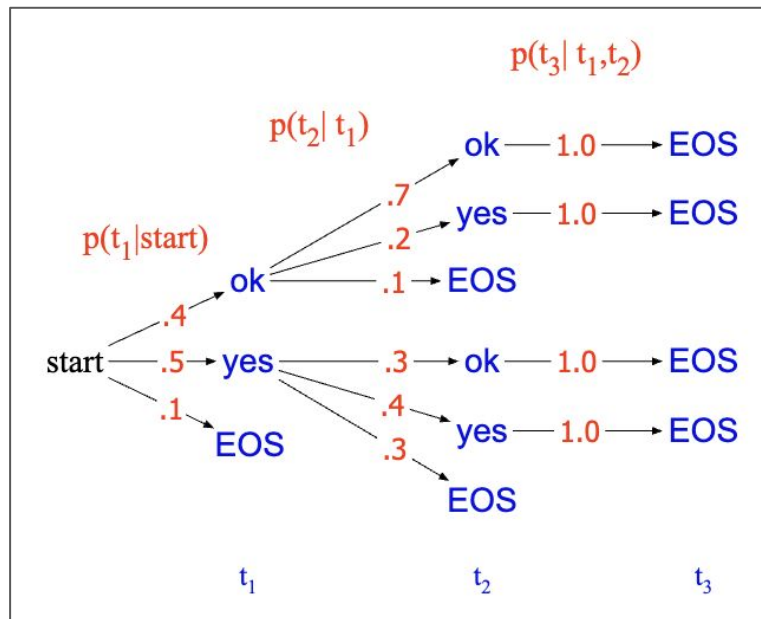 p(t₃| t₁,t₂)
p(t₂| t₁)
ok 1.0 EOS
.7
yes 1.0 EOS
.2
p(t₁|start)
ok .1 EOS
.4
start .5 yes .3 ok 1.0 EOS
.1 .4
yes 1.0 EOS
EOS .3
EOS
t₁ t₂ t₃